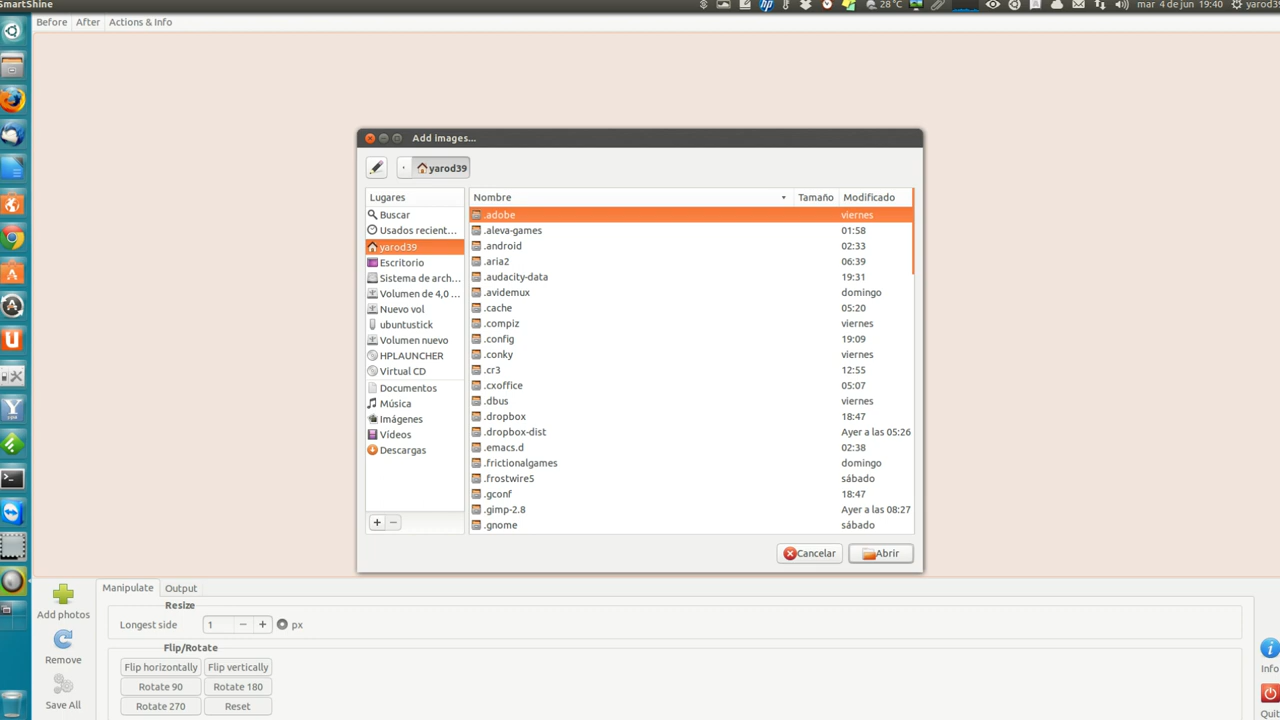 SmartShine
28°C
mar 4 de jun 19:40
yarod39
Before After Actions & Info
Add images...
yarod39
Lugares
Buscar
Usados recient...
yarod39
Escritorio
Sistema de arch...
Volumen de 4,0 ...
Nuevo vol
ubuntustick
Volumen nuevo
HPLAUNCHER
Virtual CD
Documentos
Música
Imágenes
Vídeos
Descargas
Nombre Tamaño Modificado
.adobe viernes
.aleva-games 01:58
.android 02:33
.aria2 06:39
.audacity-data 19:31
.avidemux domingo
.cache 05:20
.compiz viernes
.config 19:09
.conky viernes
.cr3 12:55
.cxoffice 05:07
.dbus viernes
.dropbox 18:47
.dropbox-dist Ayer a las 05:26
.emacs.d 02:38
.frictionalgames domingo
.frostwire5 sábado
.gconf 18:47
.gimp-2.8 Ayer a las 08:27
.gnome sábado
Cancelar Abrir
Add photos
Remove
Save All
Manipulate Output
Resize
Longest side 1 − + px
Flip/Rotate
Flip horizontally Flip vertically
Rotate 90 Rotate 180
Rotate 270 Reset
Info
Quit